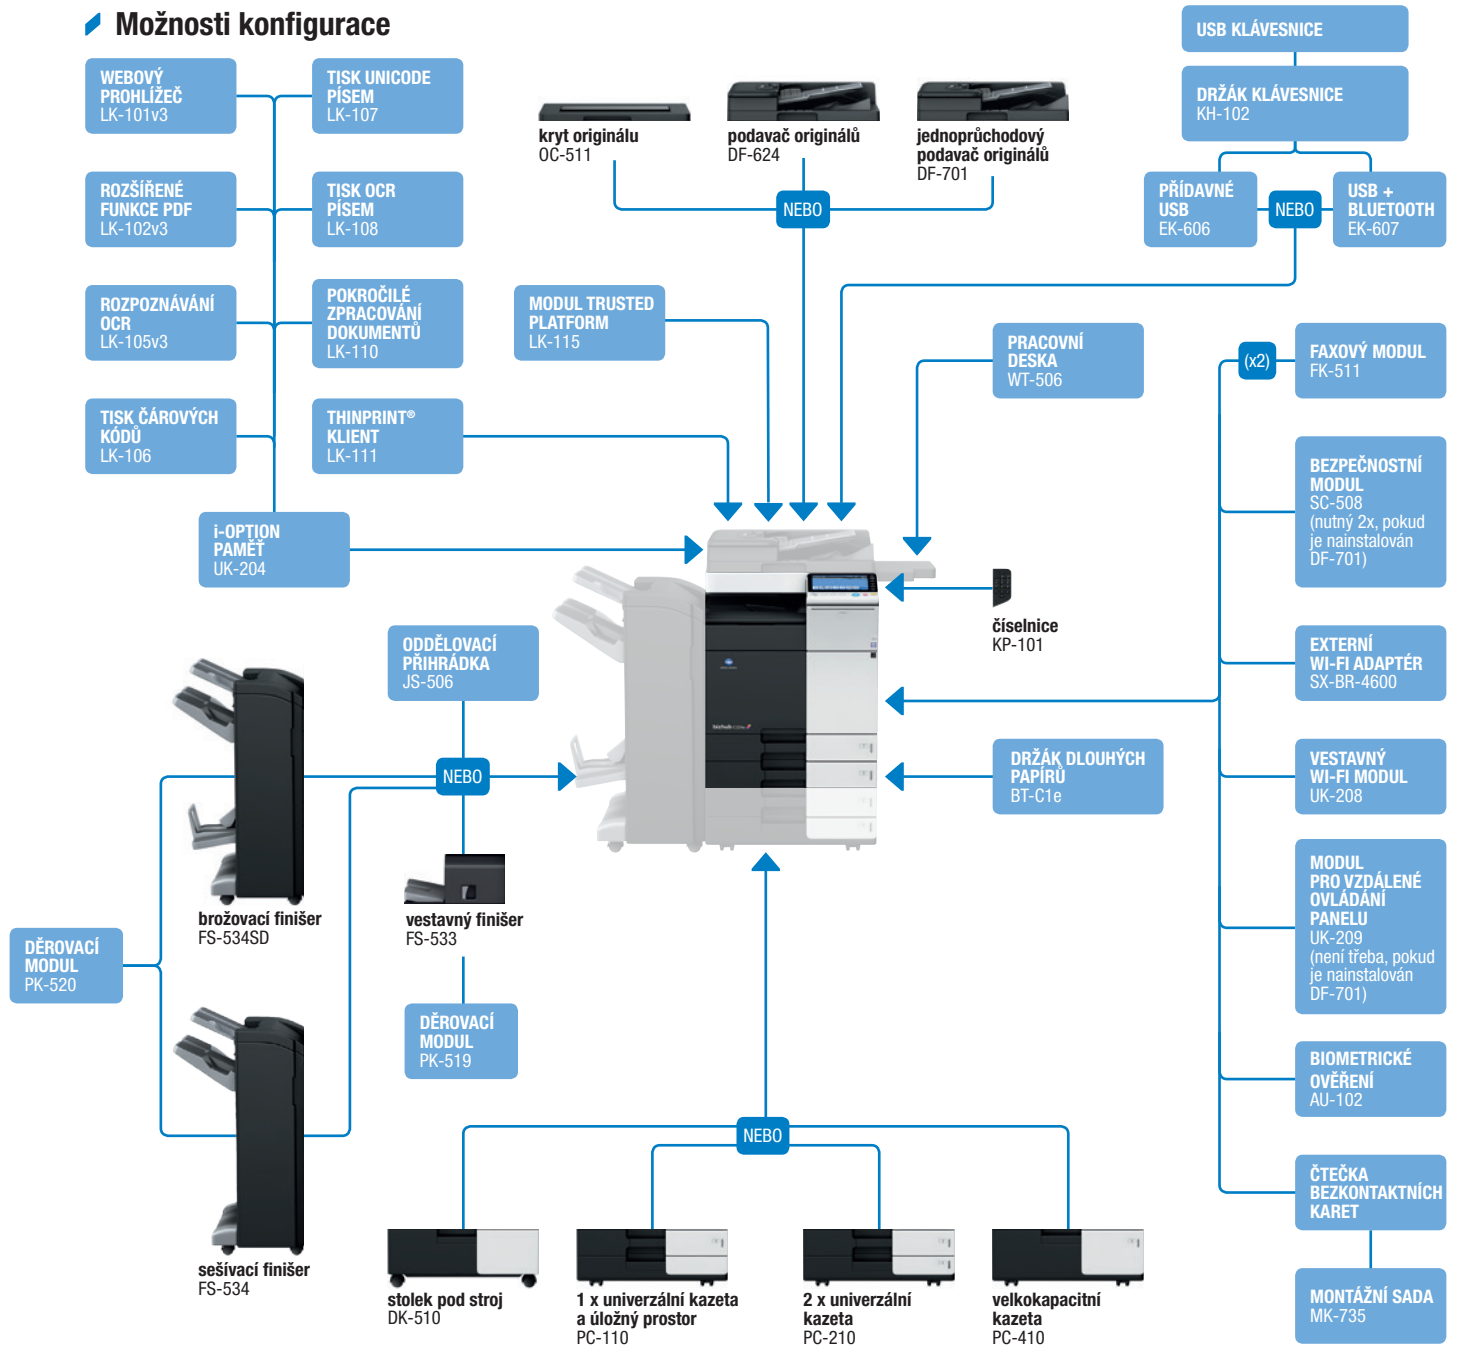 Možnosti konfigurace
WEBOVÝ
PROHLÍŽEČ
LK-101v3
TISK UNICODE
PÍSEM
LK-107
ROZŠÍŘENÉ
FUNKCE PDF
LK-102v3
TISK OCR
PÍSEM
LK-108
ROZPOZNÁVÁNÍ
OCR
LK-105v3
POKROČILÉ
ZPRACOVÁNÍ
DOKUMENTŮ
LK-110
TISK ČÁROVÝCH
KÓDŮ
LK-106
THINPRINT®
KLIENT
LK-111
i-OPTION
PAMĚŤ
UK-204
kryt originálu
OC-511
podavač originálů
DF-624
jednoprůchodový
podavač originálů
DF-701
NEBO
MODUL TRUSTED
PLATFORM
LK-115
USB KLÁVESNICE
DRŽÁK KLÁVESNICE
KH-102
PŘÍDAVNÉ
USB
EK-606
NEBO
USB +
BLUETOOTH
EK-607
PRACOVNÍ
DESKA
WT-506
(x2)
FAXOVÝ MODUL
FK-511
BEZPEČNOSTNÍ
MODUL
SC-508
(nutný 2x, pokud
je nainstalován
DF-701)
číselnice
KP-101
EXTERNÍ
WI-FI ADAPTÉR
SX-BR-4600
DRŽÁK DLOUHÝCH
PAPÍRŮ
BT-C1e
VESTAVNÝ
WI-FI MODUL
UK-208
MODUL
PRO VZDÁLENÉ
OVLÁDÁNÍ
PANELU
UK-209
(není třeba, pokud
je nainstalován
DF-701)
BIOMETRICKÉ
OVĚŘENÍ
AU-102
ČTEČKA
BEZKONTAKTNÍCH
KARET
MONTÁŽNÍ SADA
MK-735
ODDĚLOVACÍ
PŘIHRÁDKA
JS-506
NEBO
bizhub
brožovací finišer
FS-534SD
vestavný finišer
FS-533
DĚROVACÍ
MODUL
PK-520
DĚROVACÍ
MODUL
PK-519
sešívací finišer
FS-534
NEBO
stolek pod stroj
DK-510
1 x univerzální kazeta
a úložný prostor
PC-110
2 x univerzální
kazeta
PC-210
velkokapacitní
kazeta
PC-410